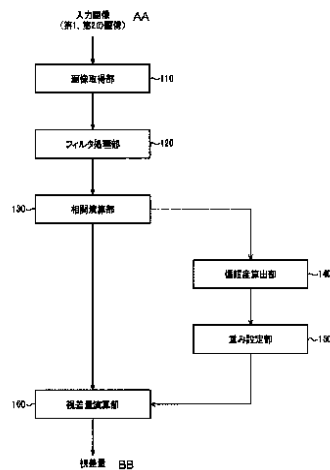 入力画像 AA
(第1、第2の画像)
画像取得部 110
フィルタ処理部 120
130 相関演算部
信頼度算出部 140
重み設定部 150
160 視差量演算部
視差量 BB